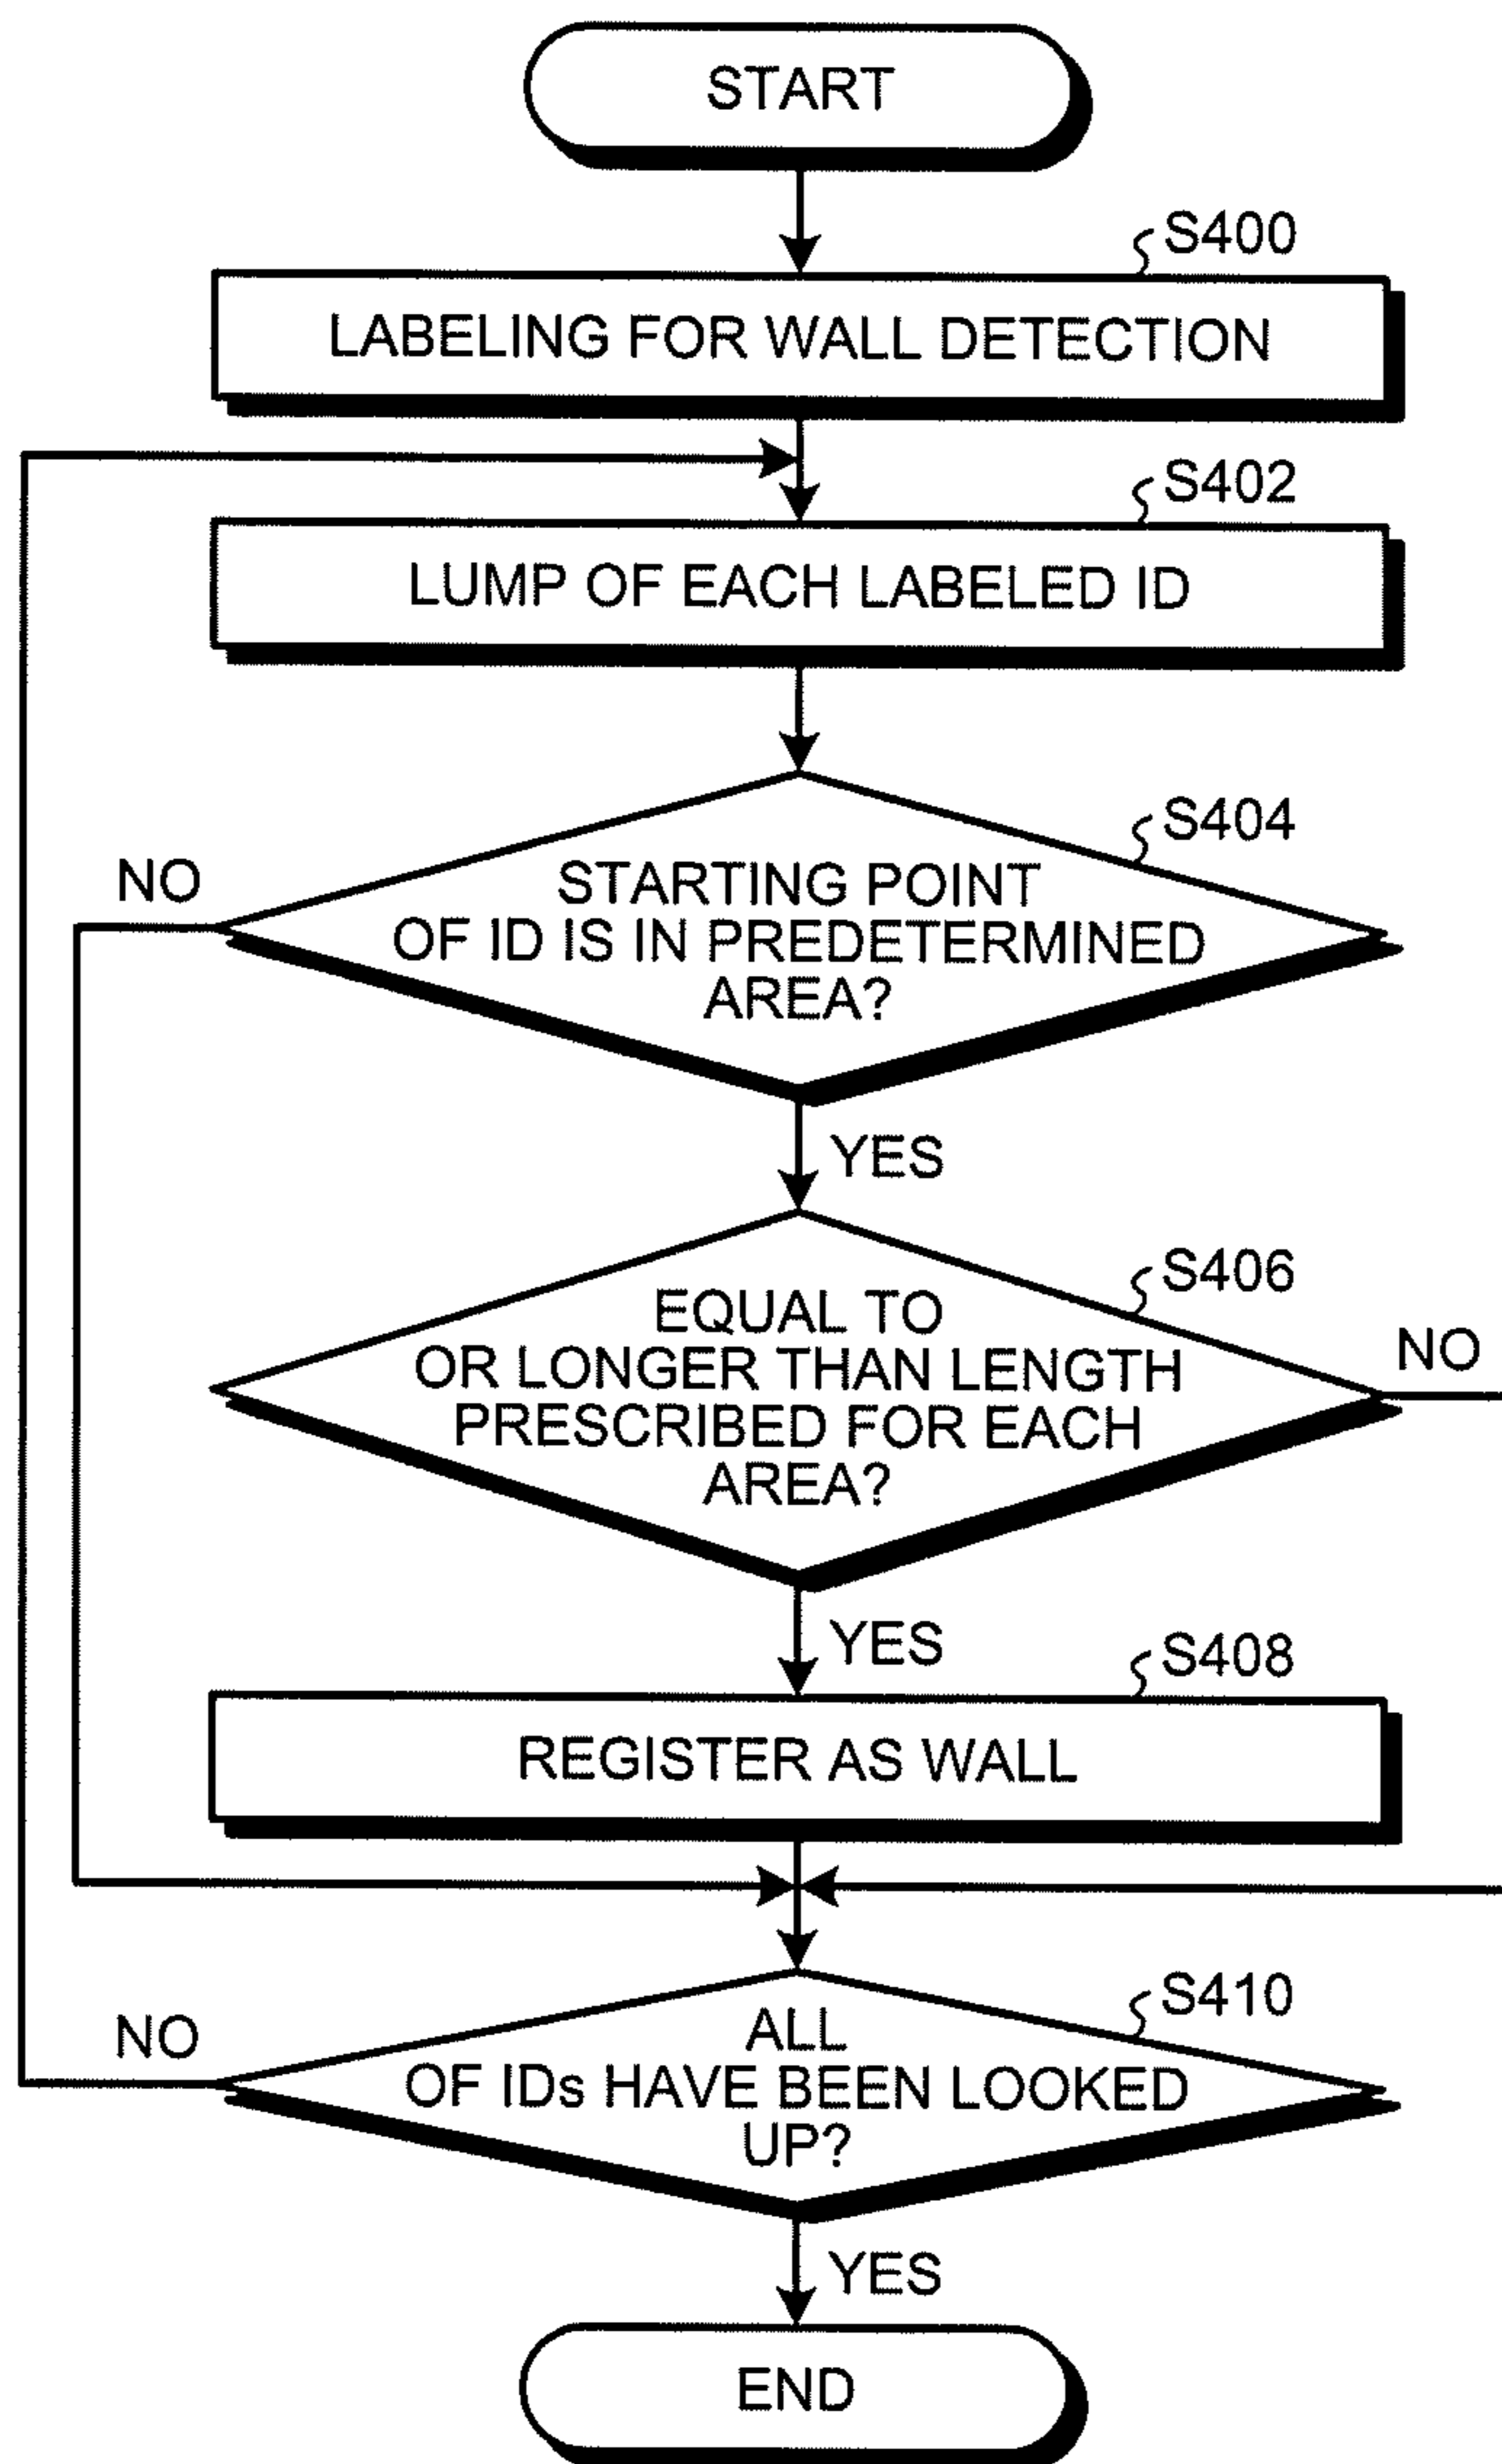 START
S400
LABELING FOR WALL DETECTION
S402
LUMP OF EACH LABELED ID
S404
NO
STARTING POINT
OF ID IS IN PREDETERMINED
AREA?
YES
S406
EQUAL TO
OR LONGER THAN LENGTH
PRESCRIBED FOR EACH
AREA?
NO
YES
S408
REGISTER AS WALL
S410
NO
ALL
OF IDs HAVE BEEN LOOKED
UP?
YES
END